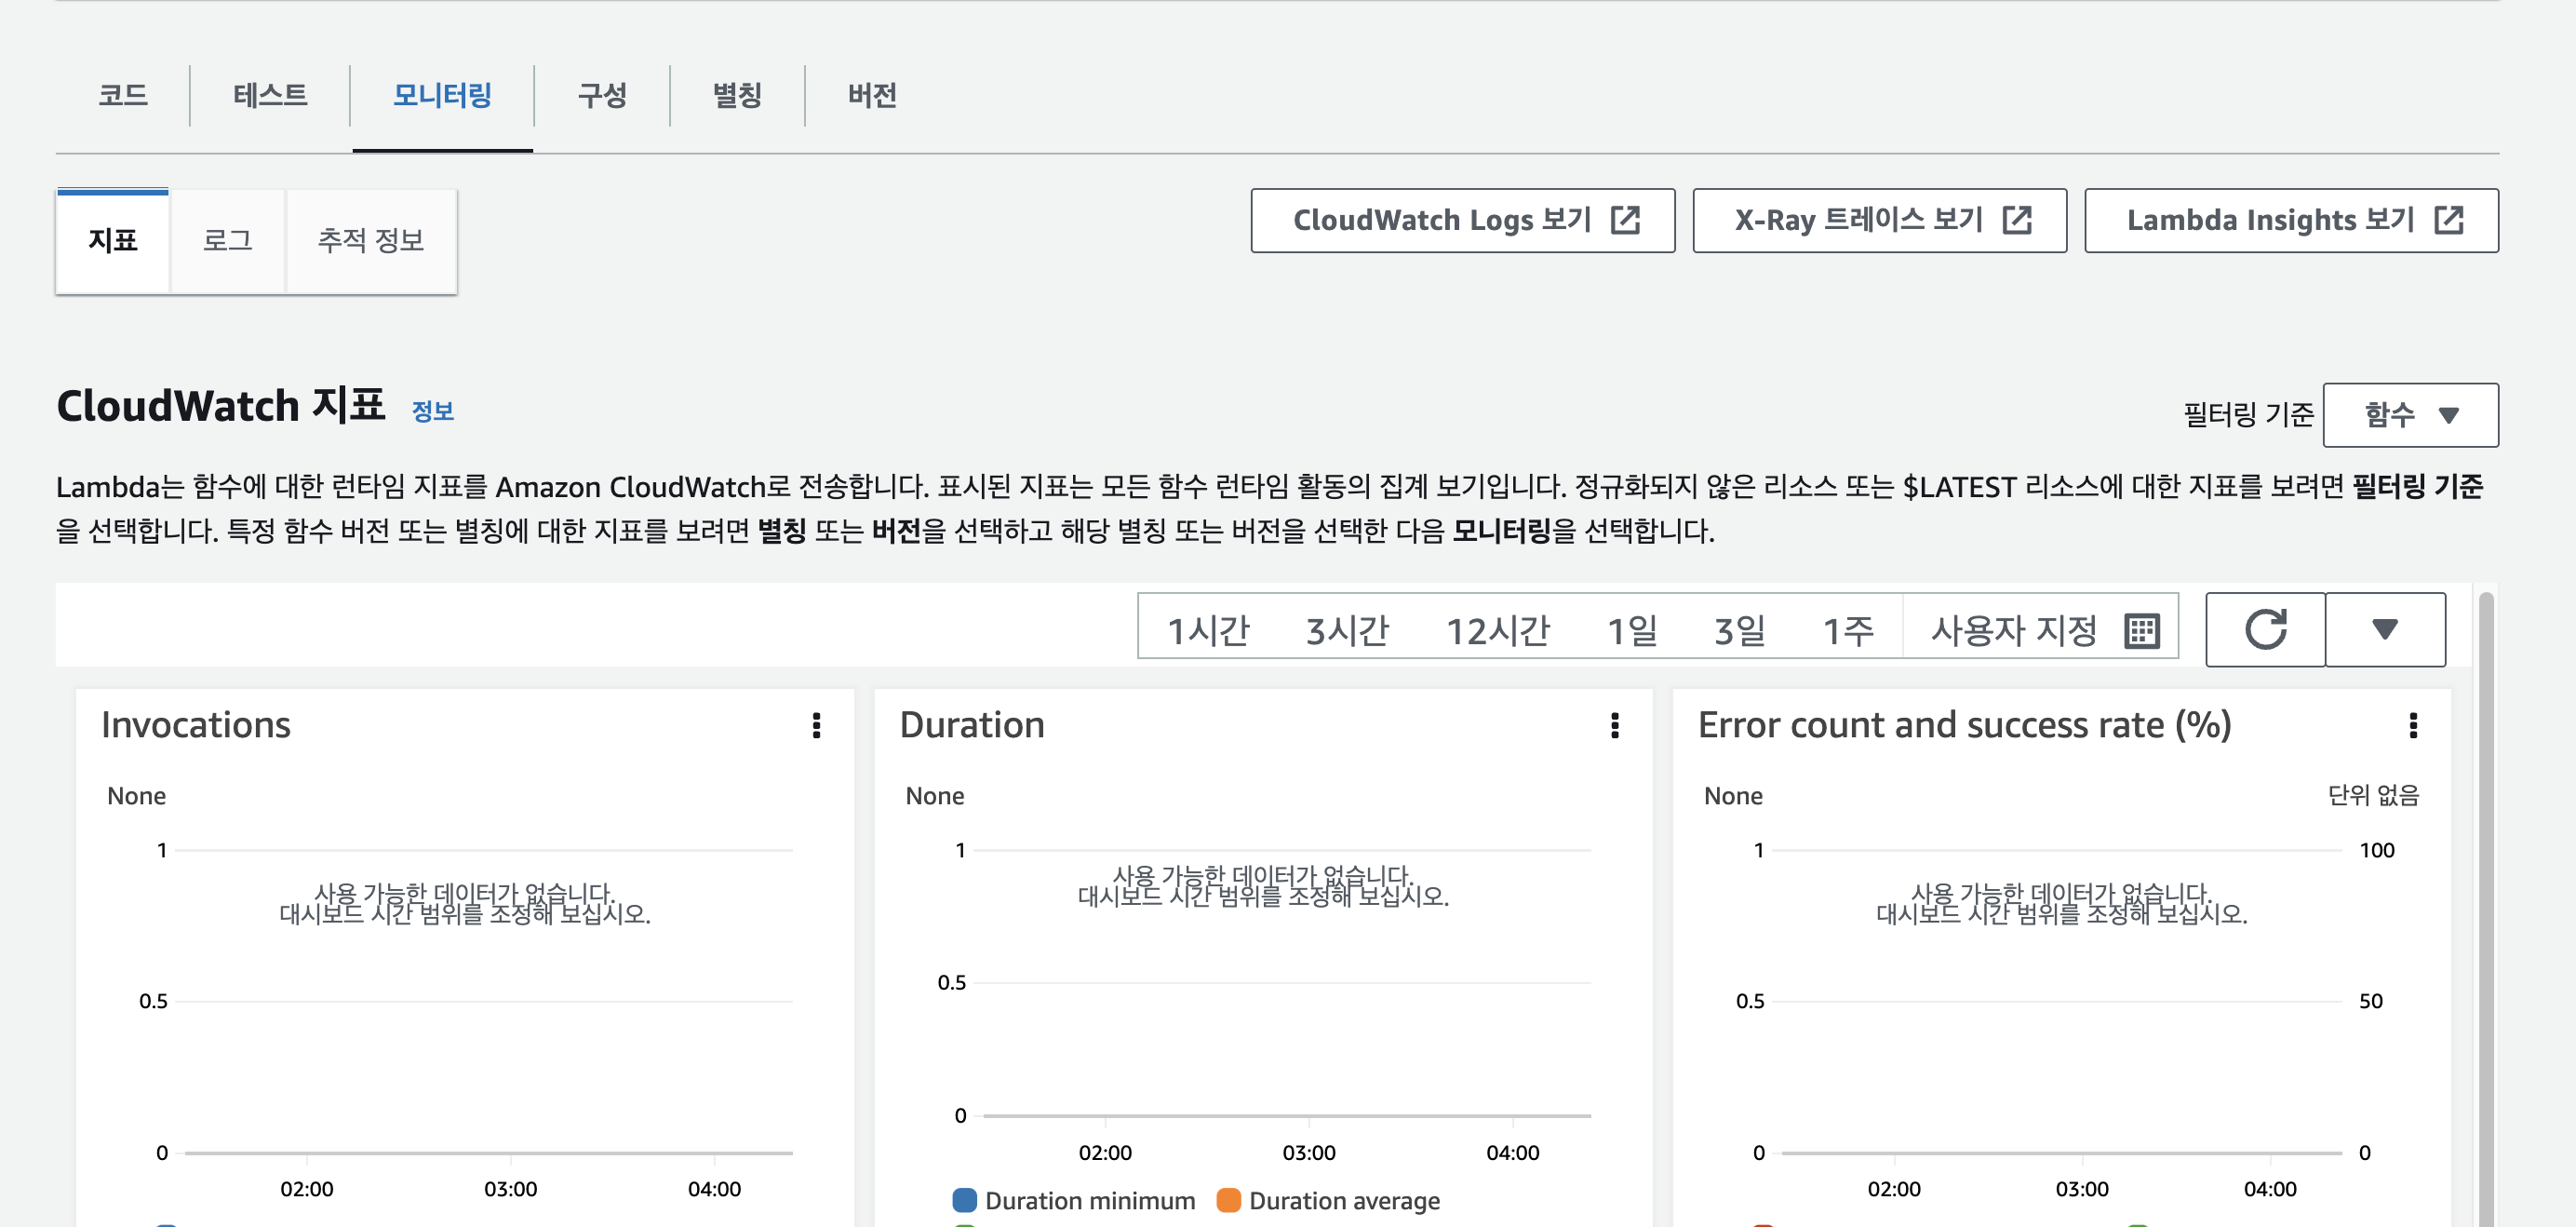 코드 테스트 모니터링 구성 별칭 버전
지표 로그 추적 정보 CloudWatch Logs 보기 X-Ray 트레이스 보기 Lambda Insights 보기
CloudWatch 지표 정보
필터링 기준 함수
Lambda는 함수에 대한 런타임 지표를 Amazon CloudWatch로 전송합니다. 표시된 지표는 모든 함수 런타임 활동의 집계 보기입니다. 정규화되지 않은 리소스 또는 $LATEST 리소스에 대한 지표를 보려면 필터링 기준
을 선택합니다. 특정 함수 버전 또는 별칭에 대한 지표를 보려면 별칭 또는 버전을 선택하고 해당 별칭 또는 버전을 선택한 다음 모니터링을 선택합니다.
1시간 3시간 12시간 1일 3일 1주 사용자 지정
Invocations
None
1
사용 가능한 데이터가 없습니다.
대시보드 시간 범위를 조정해 보십시오.
0.5
0
02:00 03:00 04:00
Duration
None
1
사용 가능한 데이터가 없습니다.
대시보드 시간 범위를 조정해 보십시오.
0.5
0
02:00 03:00 04:00
Duration minimum Duration average
Error count and success rate (%)
None 단위 없음
1 100
사용 가능한 데이터가 없습니다.
대시보드 시간 범위를 조정해 보십시오.
0.5 50
0 0
02:00 03:00 04:00